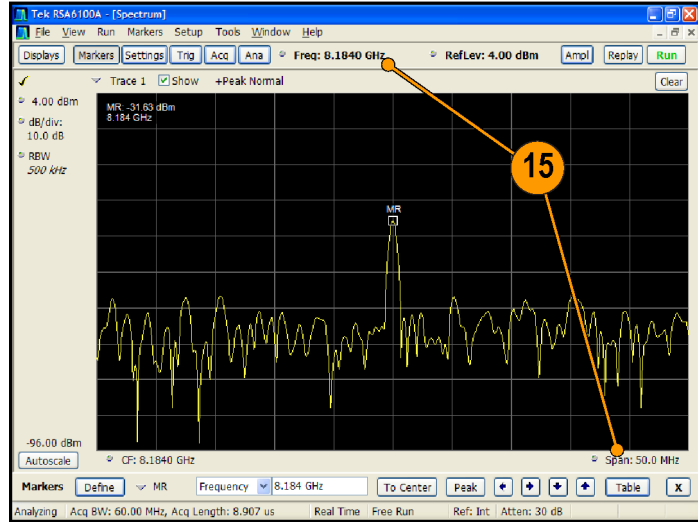 Tek RSA6100A - [Spectrum]
File View Run Markers Setup Tools Window Help
Displays Markers Settings Trig Acq Ana Freq: 8.1840 GHz RefLev: 4.00 dBm Ampl Replay Run
Trace 1 Show +Peak Normal Clear
4.00 dBm
MR: -31.63 dBm
8.184 GHz
dB/div:
10.0 dB
RBW
500 kHz
15
MR
-96.00 dBm
Autoscale CF: 8.1840 GHz Span: 50.0 MHz
Markers Define MR Frequency 8.184 GHz To Center Peak Table X
Analyzing Acq BW: 60.00 MHz, Acq Length: 8.907 us Real Time Free Run Ref: Int Atten: 30 dB